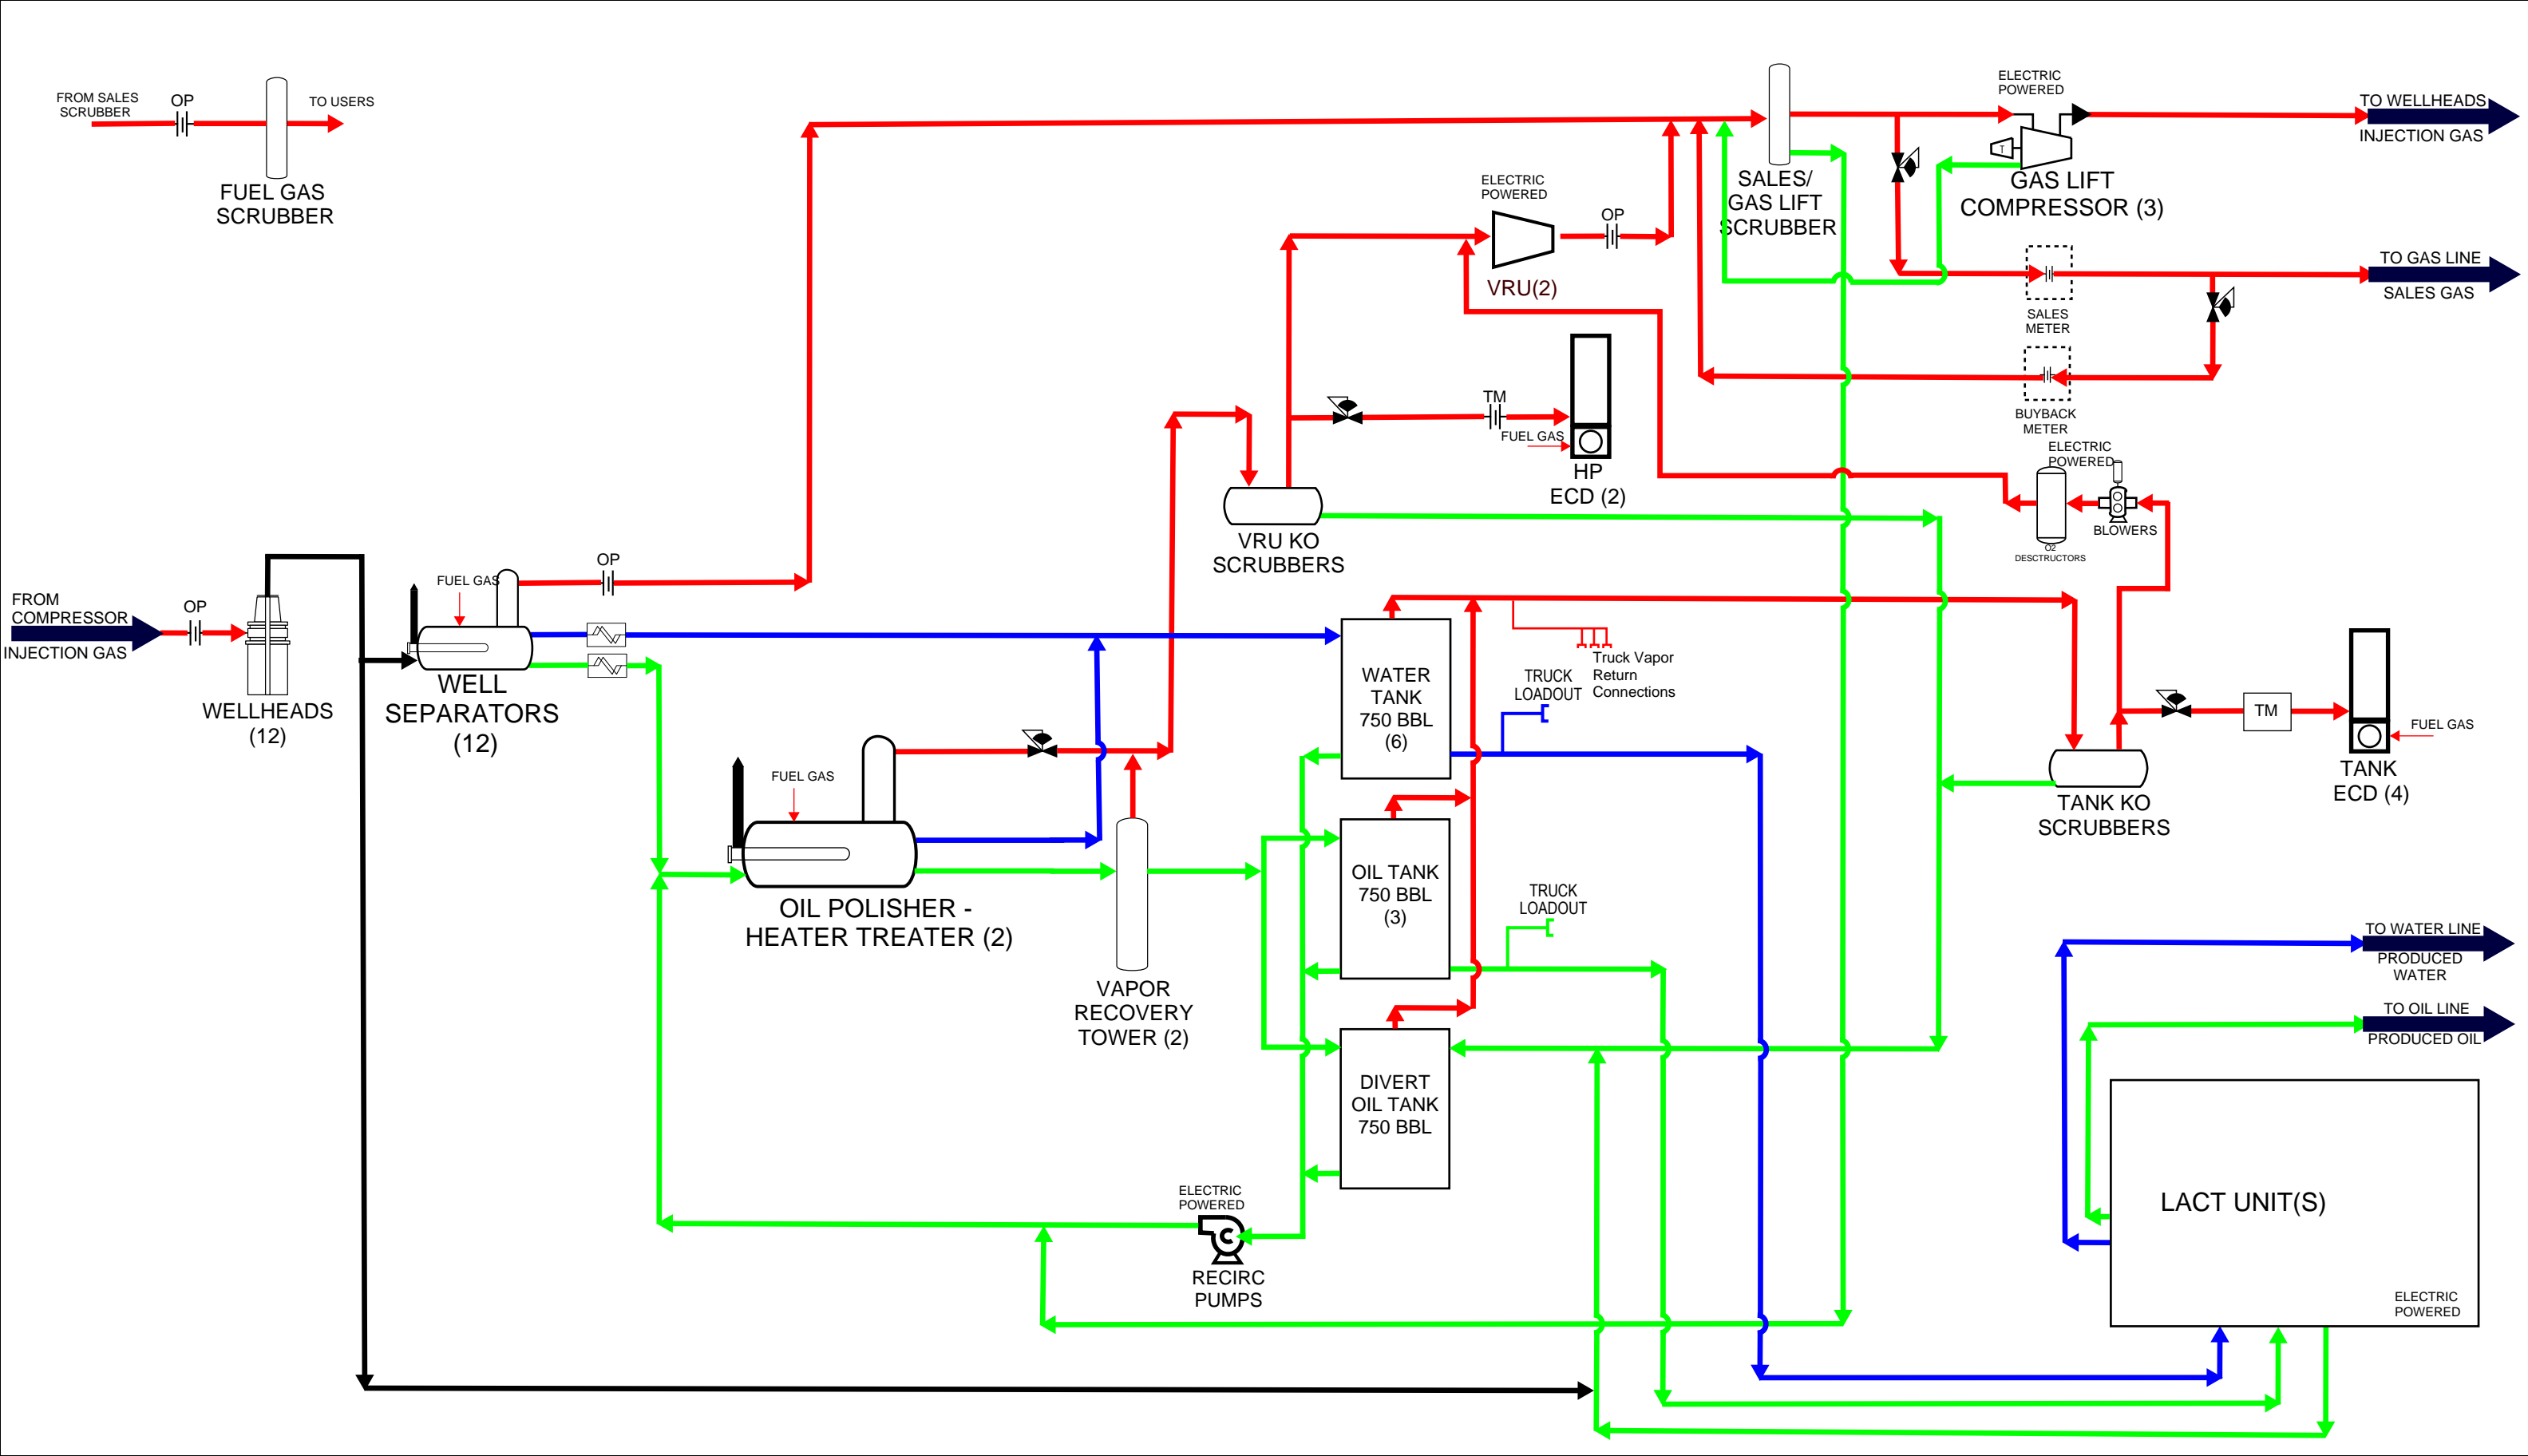 FROM SALES
SCRUBBER
OP
TO USERS
FUEL GAS
SCRUBBER
ELECTRIC
POWERED
T
GAS LIFT
COMPRESSOR (3)
TO WELLHEADS
INJECTION GAS
SALES/
GAS LIFT
SCRUBBER
ELECTRIC
POWERED
OP
VRU(2)
TO GAS LINE
SALES GAS
SALES
METER
BUYBACK
METER
TM
FUEL GAS
HP
ECD (2)
ELECTRIC
POWERED
BLOWERS
O2
DESCTRUCTORS
VRU KO
SCRUBBERS
FROM
COMPRESSOR
INJECTION GAS
OP
WELLHEADS
(12)
FUEL GAS
OP
WELL
SEPARATORS
(12)
FUEL GAS
OIL POLISHER -
HEATER TREATER (2)
VAPOR
RECOVERY
TOWER (2)
WATER
TANK
750 BBL
(6)
Truck Vapor
Return
Connections
TRUCK
LOADOUT
OIL TANK
750 BBL
(3)
TRUCK
LOADOUT
DIVERT
OIL TANK
750 BBL
TM
FUEL GAS
TANK
ECD (4)
TANK KO
SCRUBBERS
TO WATER LINE
PRODUCED
WATER
TO OIL LINE
PRODUCED OIL
ELECTRIC
POWERED
C
RECIRC
PUMPS
LACT UNIT(S)
ELECTRIC
POWERED